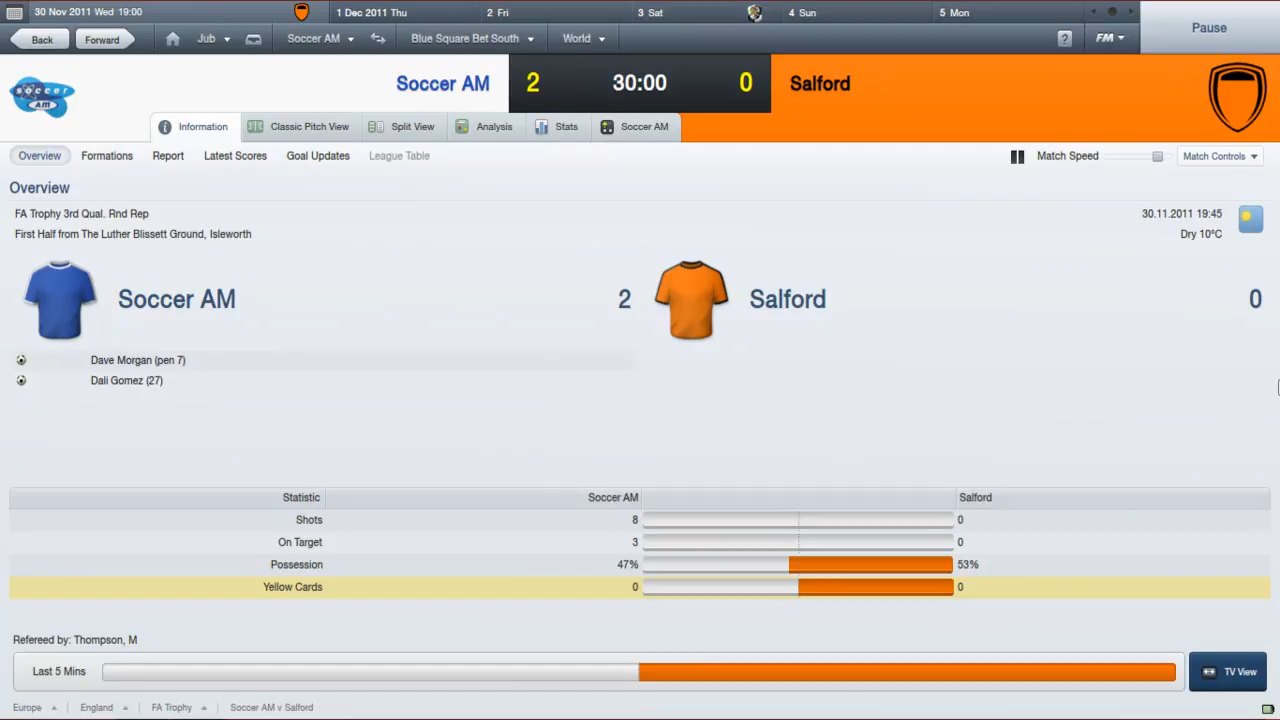 30 Nov 2011 Wed 19:00 1 Dec 2011 Thu 2 Fri 3 Sat 4 Sun 5 Mon
Pause
Back Forward Job Soccer AM Blue Square Bet South World ? FM
Soccer AM 2 30:00 0 Salford
soccer AM
Information Classic Pitch View Split View Analysis Stats Soccer AM
Overview Formations Report Latest Scores Goal Updates League Table Match Speed Match Controls
Overview
FA Trophy 3rd Qual. Rnd Rep 30.11.2011 19:45
First Half from The Luther Blissett Ground, Isleworth Dry 10°C
Soccer AM 2 Salford 0
Dave Morgan (pen 7)
Dali Gomez (27)
Statistic Soccer AM Salford
Shots 8 0
On Target 3 0
Possession 47% 53%
Yellow Cards 0 0
Refereed by: Thompson, M
Last 5 Mins TV View
Europe England FA Trophy Soccer AM v Salford